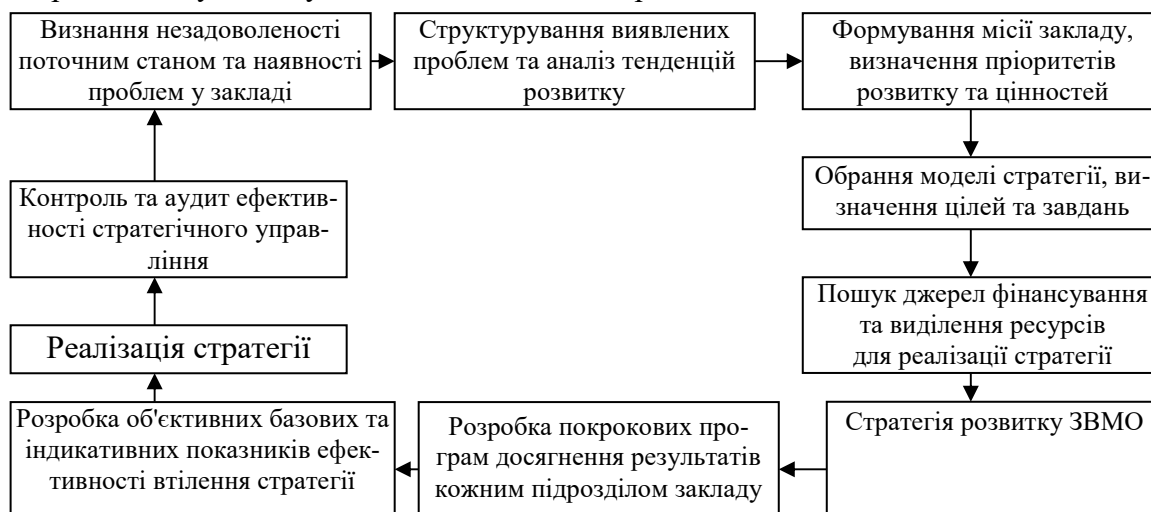 Визнання незадоволеності
поточним станом та наявності
проблем у закладі
Структурування виявлених
проблем та аналіз тенденцій
розвитку
Формування місії закладу,
визначення пріоритетів
розвитку та цінностей
Обрання моделі стратегії, ви-
значення цілей та завдань
Пошук джерел фінансування
та виділення ресурсів
для реалізації стратегії
Стратегія розвитку ЗВМО
Розробка покрокових про-
грам досягнення результатів
кожним підрозділом закладу
Розробка об'єктивних базових та
індикативних показників ефек-
тивності втілення стратегії
Реалізація стратегії
Контроль та аудит ефектив-
ності стратегічного управ-
ління